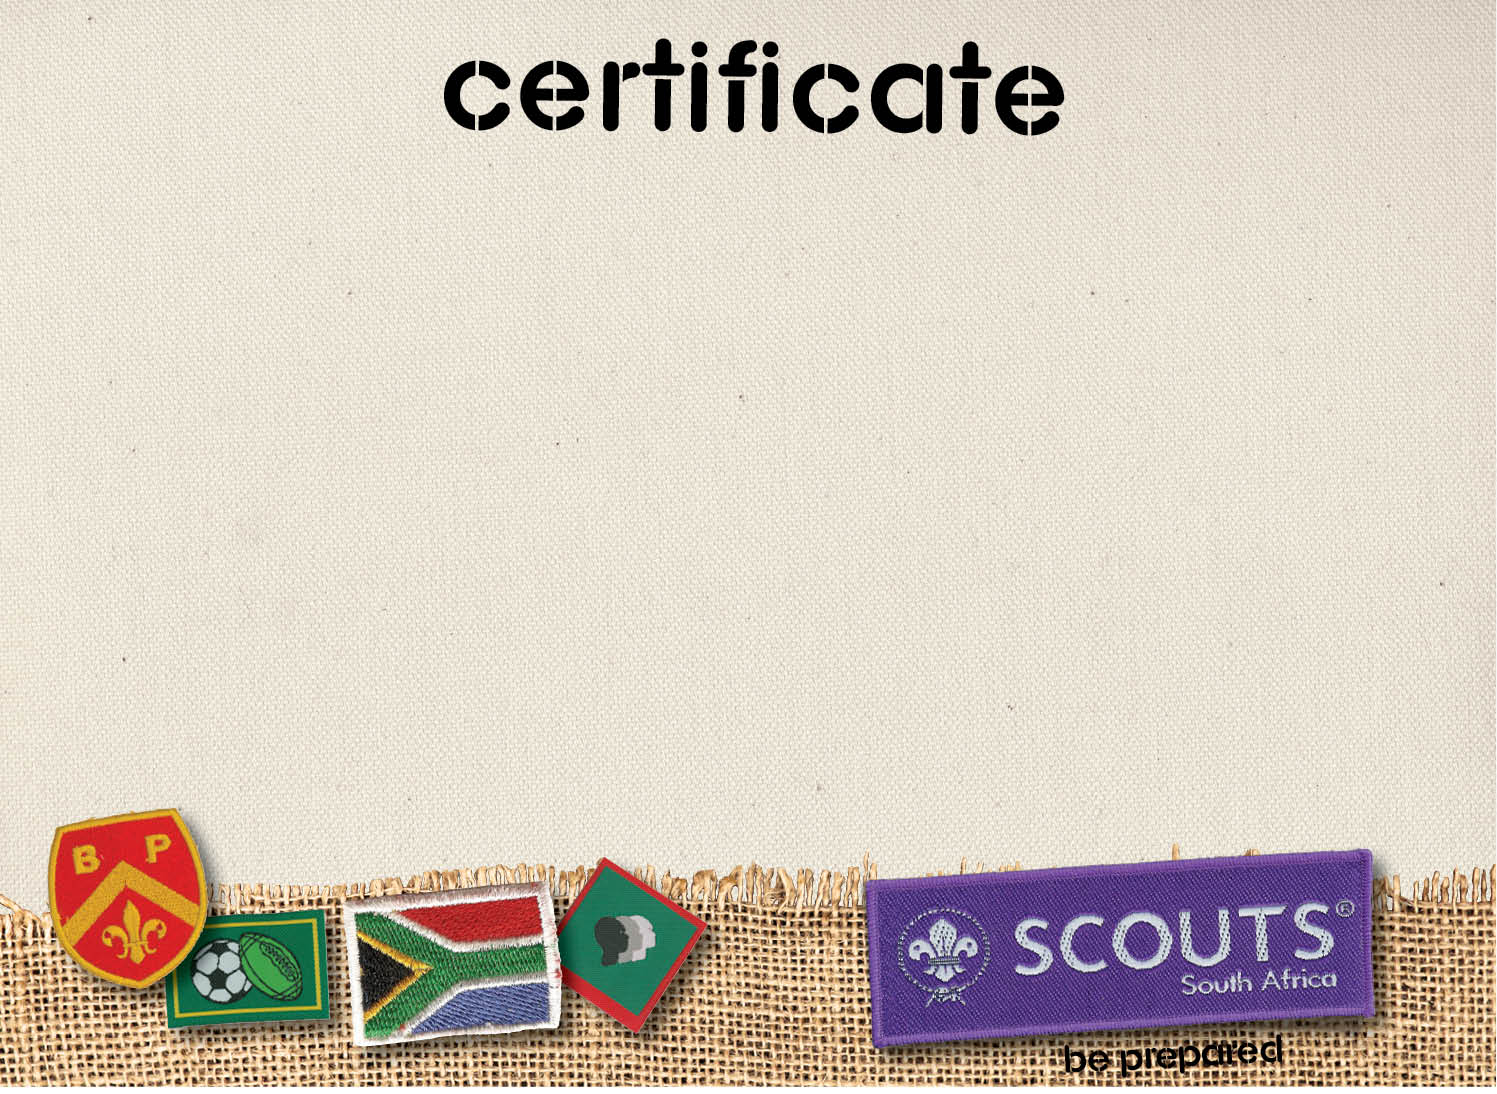 certificate
B P
SCOUTS®
South Africa
be prepared